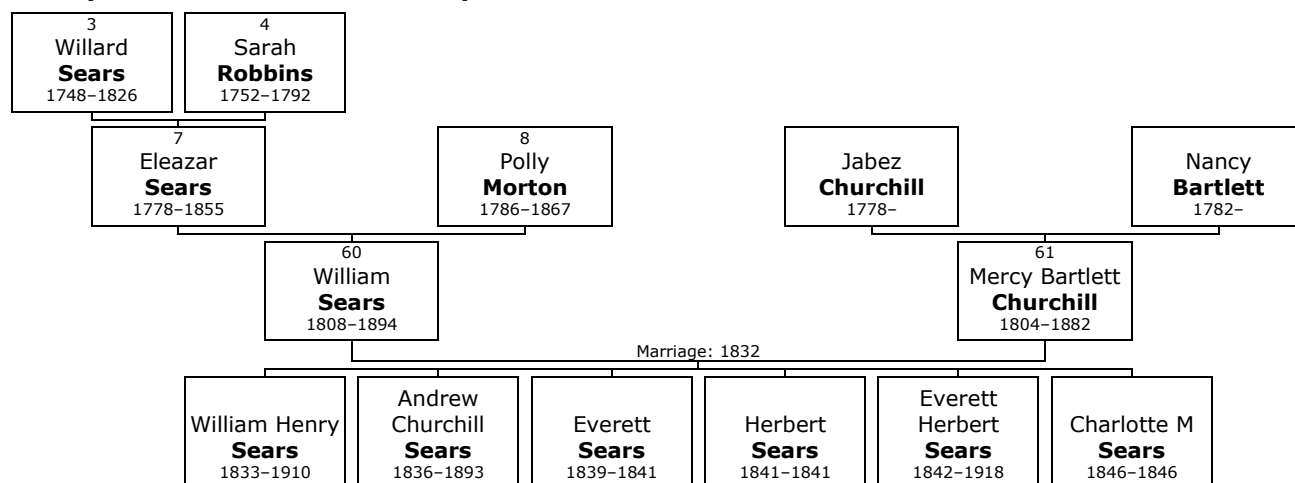 3
Willard
Sears
1748–1826
4
Sarah
Robbins
1752–1792
7
Eleazar
Sears
1778–1855
8
Polly
Morton
1786–1867
Jabez
Churchill
1778–
Nancy
Bartlett
1782–
60
William
Sears
1808–1894
61
Mercy Bartlett
Churchill
1804–1882
Marriage: 1832
William Henry
Sears
1833–1910
Andrew
Churchill
Sears
1836–1893
Everett
Sears
1839–1841
Herbert
Sears
1841–1841
Everett
Herbert
Sears
1842–1918
Charlotte M
Sears
1846–1846